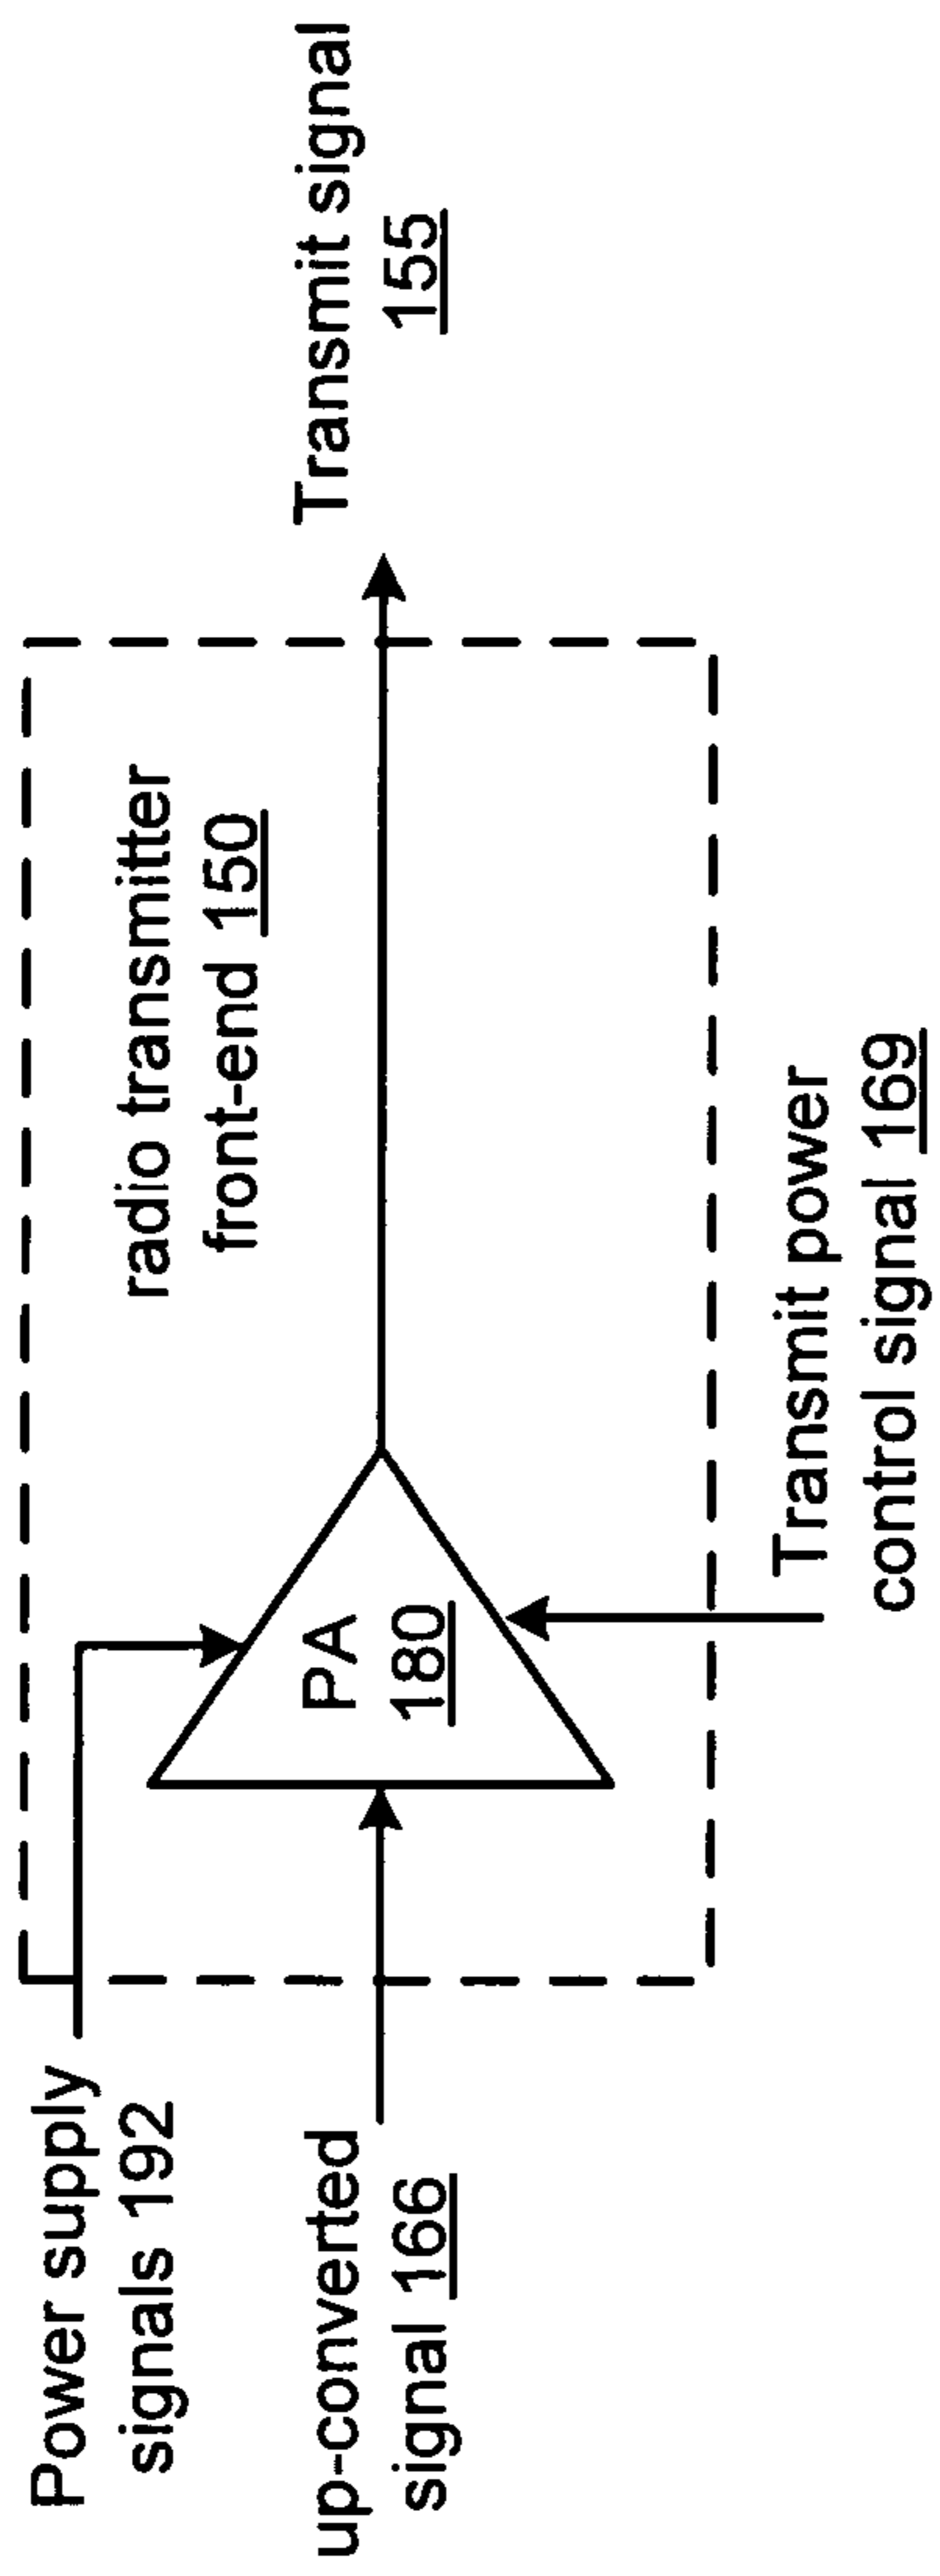 Power supply
signals 192
radio transmitter
front-end 150
up-converted
signal 166
PA
180
Transmit signal
155
Transmit power
control signal 169